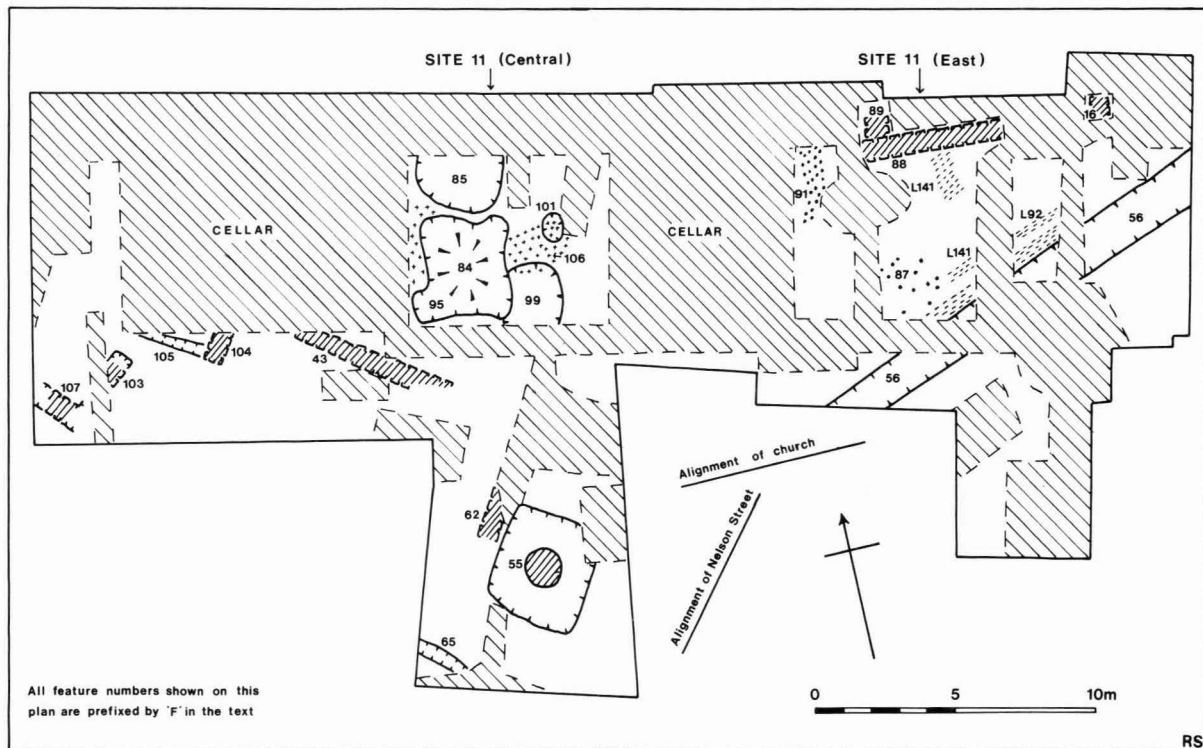 SITE 11 (Central)
SITE 11 (East)
89
16
85
88
91
L141
101
L92
56
CELLAR
CELLAR
106
84
L141
87
95
99
105
104
43
103
56
107
Alignment of church
62
Alignment of Nelson Street
55
65
All feature numbers shown on this
plan are prefixed by 'F' in the text
0 5 10m
RS